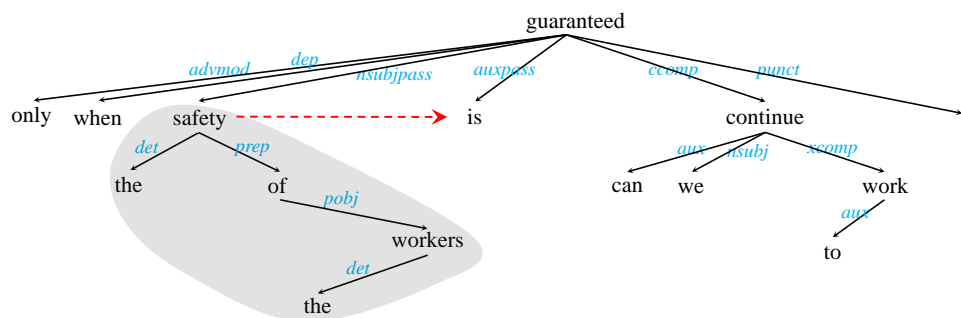 guaranteed
advmod dep nsubjpass auxpass ccomp punct
only when safety is continue
det prep aux nsubj xcomp
the of can we work
pobj aux
workers to
det
the